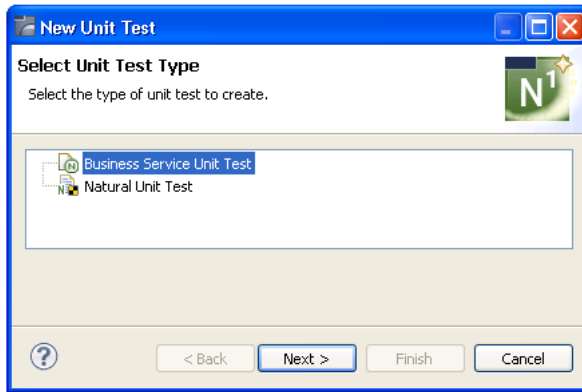 New Unit Test
Select Unit Test Type
Select the type of unit test to create.
N1
Business Service Unit Test
Natural Unit Test
?
< Back
Next >
Finish
Cancel